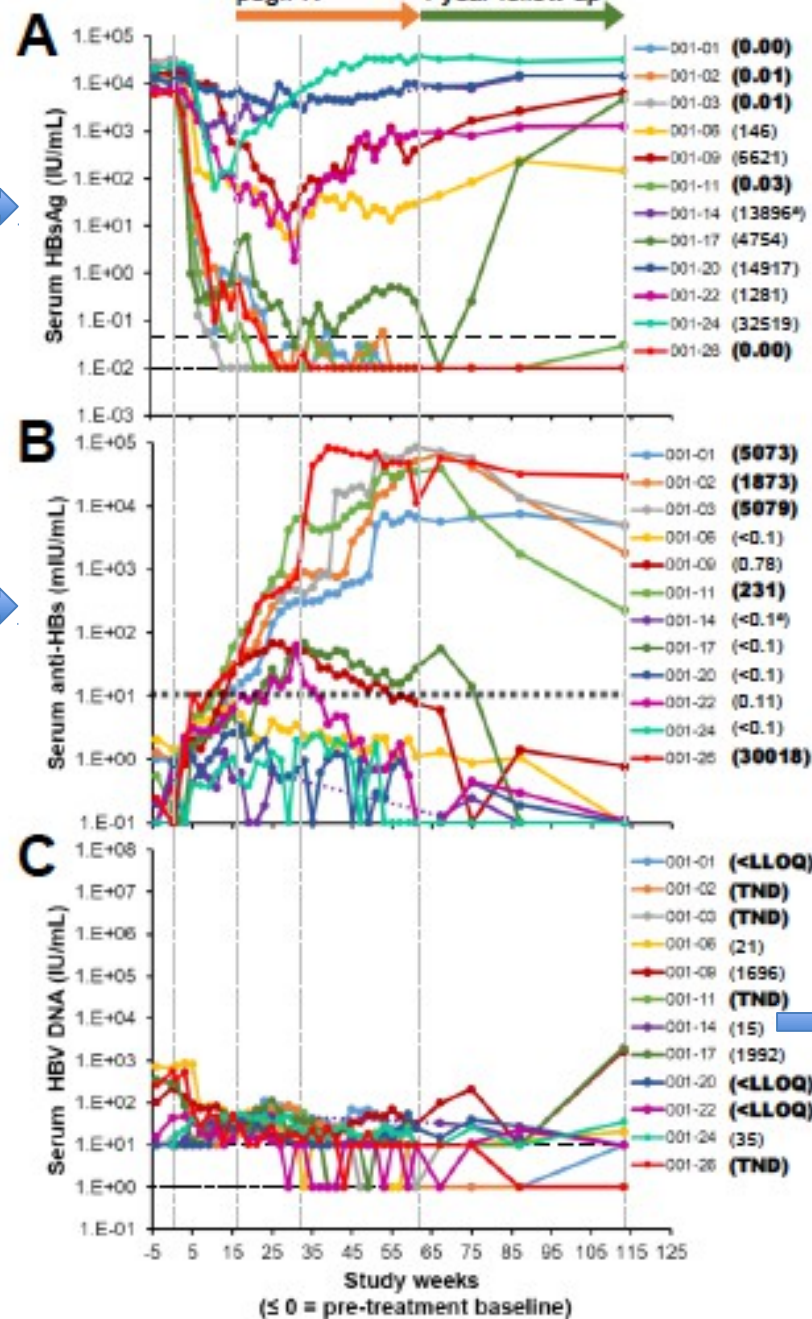 A
Serum HBsAg (IU/mL)
1.E+05
1.E+04
1.E+03
1.E+02
1.E+01
1.E+00
1.E-01
1.E-02
1.E-03
001-01 (0.00)
001-02 (0.01)
001-03 (0.01)
001-06 (146)
001-09 (6621)
001-11 (0.03)
001-14 (13896ª)
001-17 (4754)
001-20 (14917)
001-22 (1281)
001-24 (32519)
001-26 (0.00)
B
Serum anti-HBs (mIU/mL)
1.E+05
1.E+04
1.E+03
1.E+02
1.E+01
1.E+00
1.E-01
001-01 (5073)
001-02 (1873)
001-03 (5079)
001-06 (<0.1)
001-09 (0.78)
001-11 (231)
001-14 (<0.1ª)
001-17 (<0.1)
001-20 (<0.1)
001-22 (0.11)
001-24 (<0.1)
001-26 (30018)
C
Serum HBV DNA (IU/mL)
1.E+08
1.E+07
1.E+06
1.E+05
1.E+04
1.E+03
1.E+02
1.E+01
1.E+00
1.E-01
001-01 (<LLOQ)
001-02 (TND)
001-03 (TND)
001-06 (21)
001-09 (1696)
001-11 (TND)
001-14 (15)
001-17 (1992)
001-20 (<LLOQ)
001-22 (<LLOQ)
001-24 (35)
001-26 (TND)
-5 5 15 25 35 45 55 65 75 85 95 105 115 125
Study weeks
(≤ 0 = pre-treatment baseline)